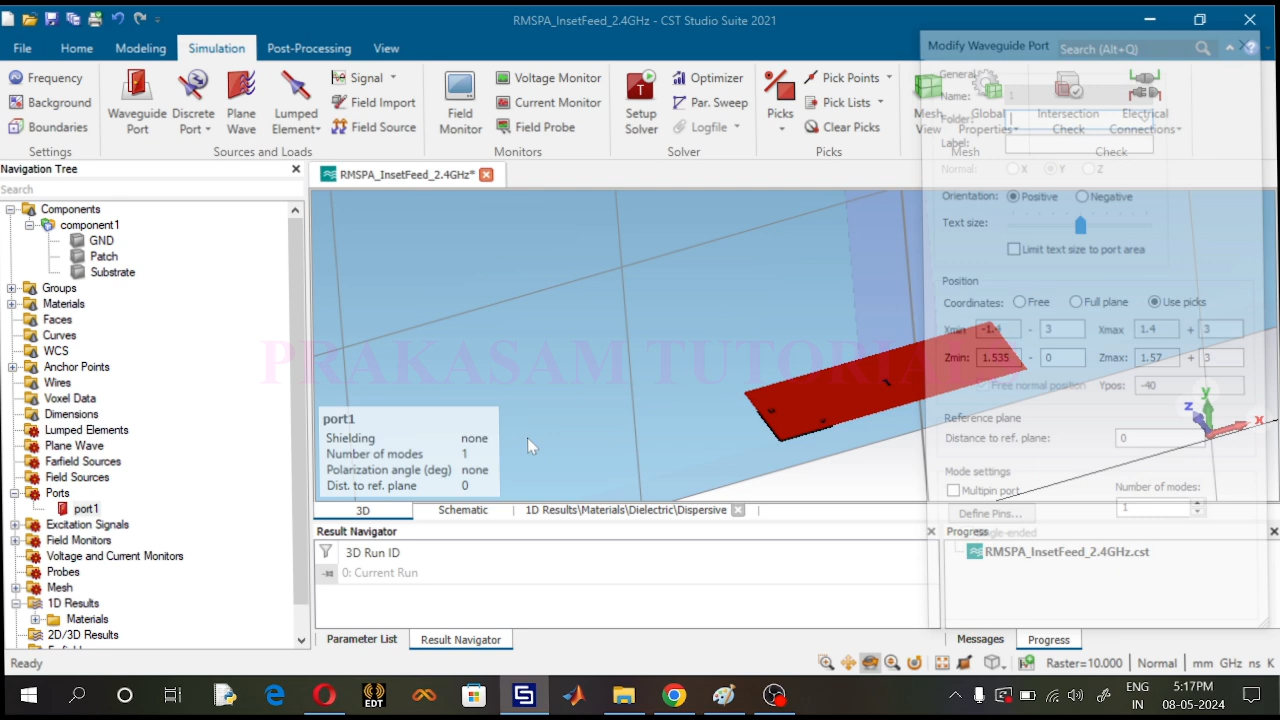 RMSPA_InsetFeed_2.4GHz - CST Studio Suite 2021
File Home Modeling Simulation Post-Processing View
Modify Waveguide Port Search (Alt+Q)
Frequency
Background
Boundaries
Settings
Waveguide Port
Discrete Port
Plane Wave
Lumped Element
Signal
Field Import
Field Source
Sources and Loads
Field Monitor
Voltage Monitor
Current Monitor
Field Probe
Monitors
Setup Solver
Optimizer
Par. Sweep
Logfile
Solver
Picks
Pick Points
Pick Lists
Clear Picks
Picks
Mesh View
Global Properties
Mesh
Intersection Check
Electrical Connections
Check
General
Name: 1
Folder:
Label:
Normal: X Y Z
Orientation: Positive Negative
Text size:
Limit text size to port area
Position
Coordinates: Free Full plane Use picks
Xmin -1.4 - 3 Xmax 1.4 + 3
Zmin: 1.535 - 0 Zmax: 1.57 + 3
Free normal position Ypos: -40
Reference plane
Distance to ref. plane: 0
Mode settings
Multipin port Number of modes:
Define Pins... 1
Single-ended
Navigation Tree
Search
Components
component1
GND
Patch
Substrate
Groups
Materials
Faces
Curves
WCS
Anchor Points
Wires
Voxel Data
Dimensions
Lumped Elements
Plane Wave
Farfield Sources
Field Sources
Ports
port1
Excitation Signals
Field Monitors
Voltage and Current Monitors
Probes
Mesh
1D Results
Materials
2D/3D Results
RMSPA_InsetFeed_2.4GHz*
PRAKASAM TUTORIAL
port1
Shielding none
Number of modes 1
Polarization angle (deg) none
Dist. to ref. plane 0
y
z
x
3D Schematic 1D Results\Materials\Dielectric\Dispersive
Result Navigator
3D Run ID
0: Current Run
Progress
RMSPA_InsetFeed_2.4GHz.cst
Parameter List Result Navigator
Messages Progress
Ready
Raster=10.000 Normal mm GHz ns K
EDT
ENG
IN
5:17PM
08-05-2024